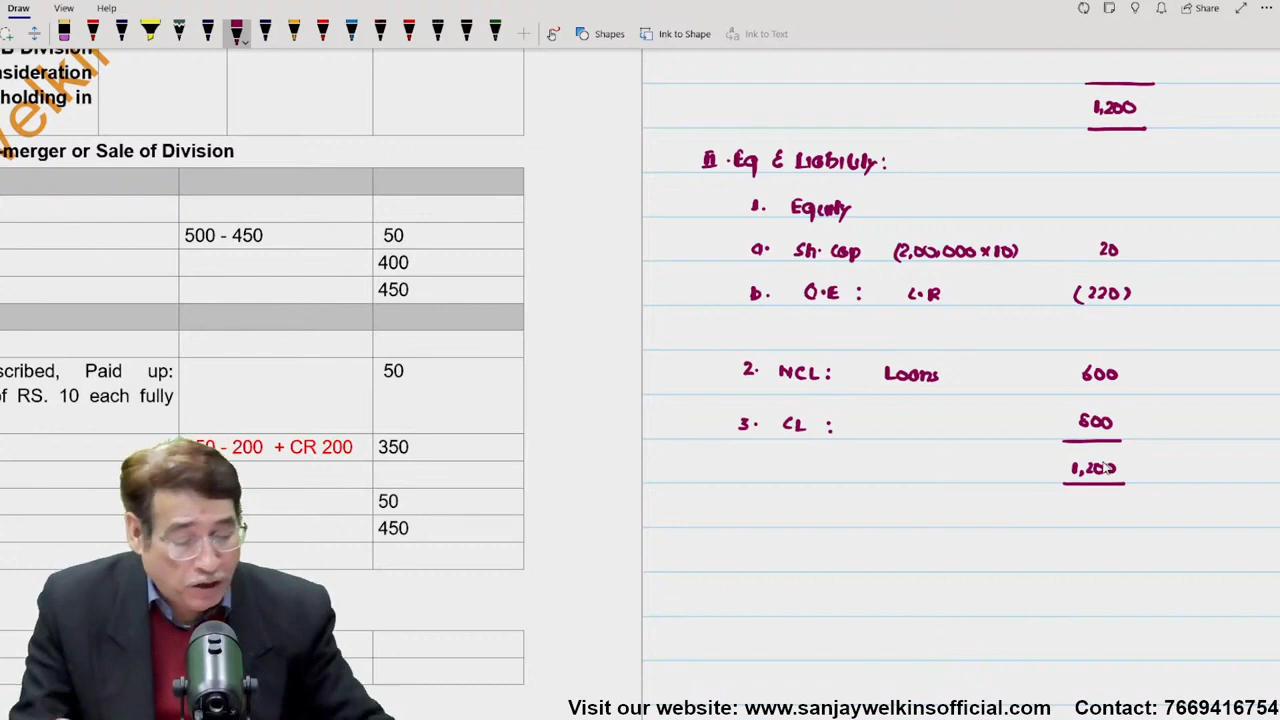 Draw View Help
Share
Shapes Ink to Shape Ink to Text
B Division
nsideration
holding in
Welkin
-merger or Sale of Division
500 - 450 50
400
450
scribed, Paid up: 50
of RS. 10 each fully
50 - 200 + CR 200 350
50
450
1,200
II. Eq & Liability:
1. Equity
a. Sh. Cap (2,00,000 x 10) 20
b. O.E : L.R (220)
2. NCL: Loans 600
3. CL : 800
1,200
Visit our website: www.sanjaywelkinsofficial.com Contact: 7669416754